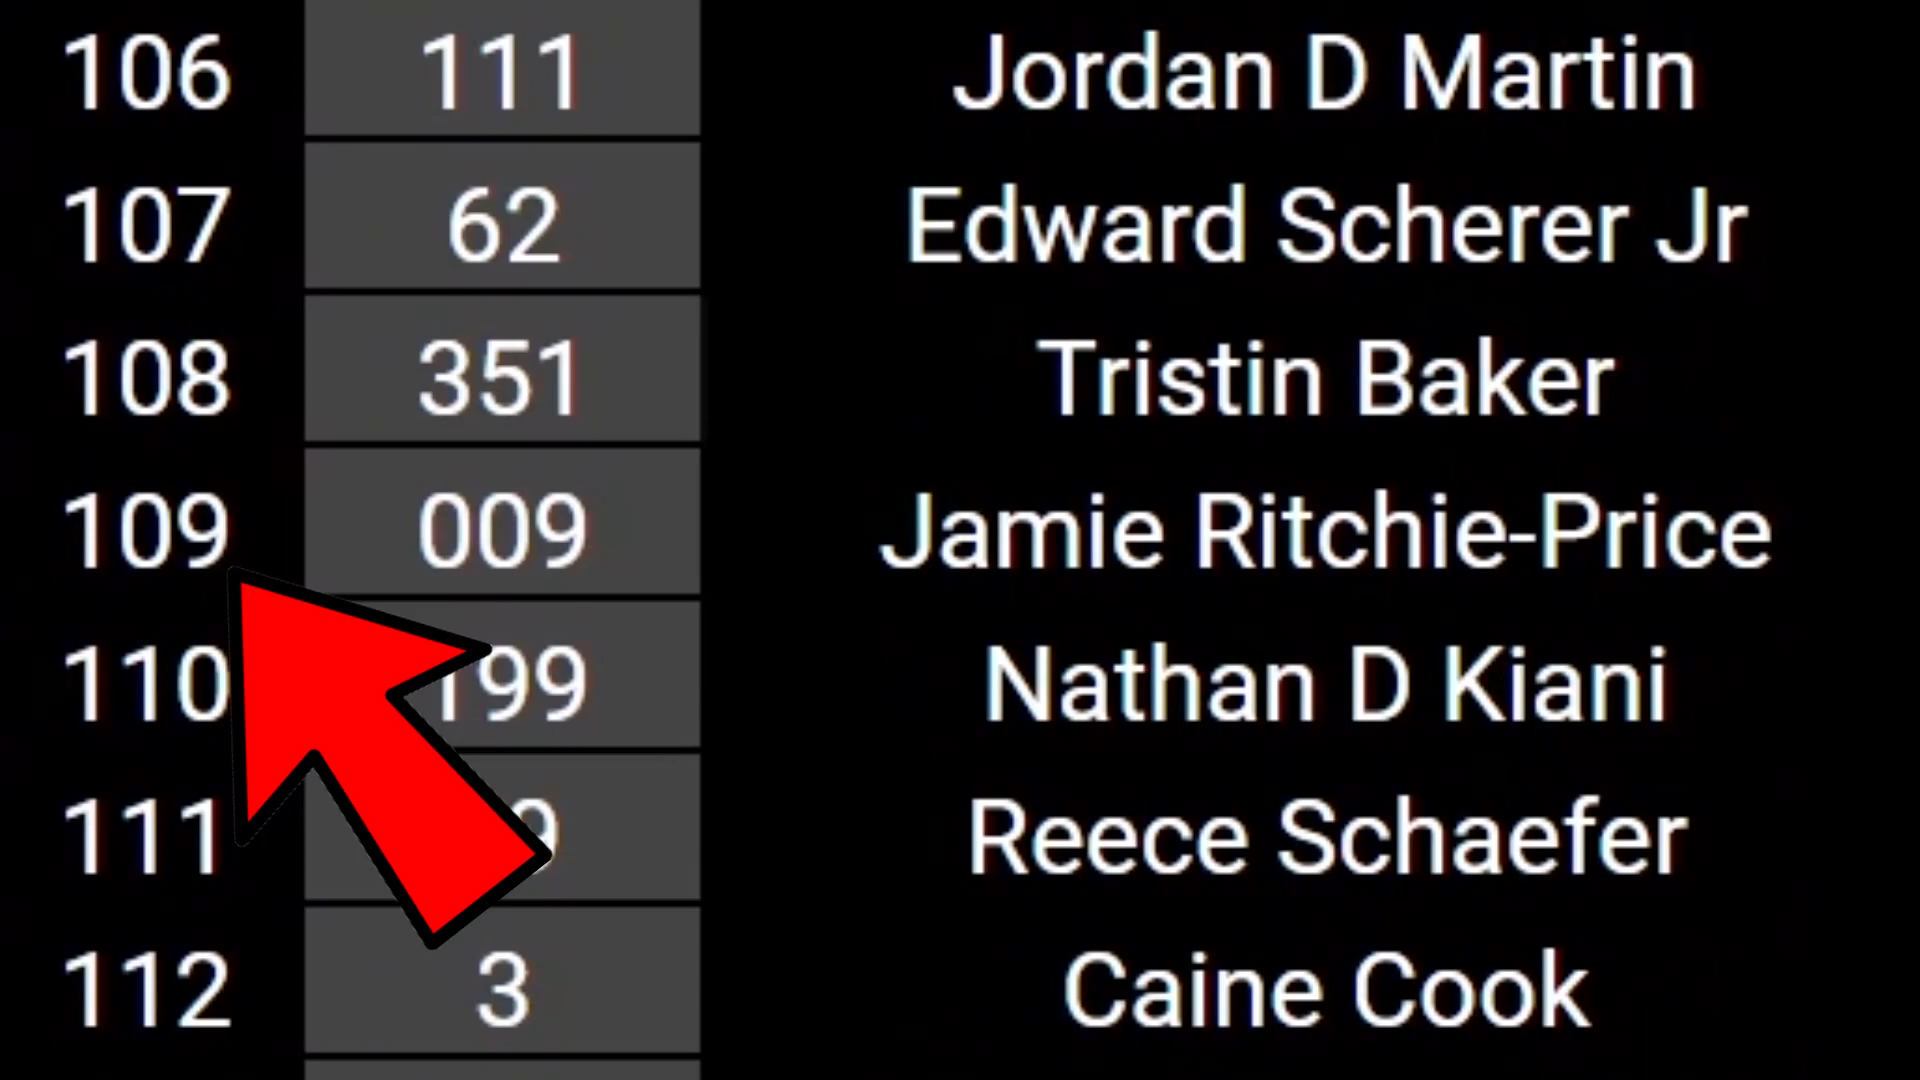 106 111 Jordan D Martin
107 62 Edward Scherer Jr
108 351 Tristin Baker
109 009 Jamie Ritchie-Price
110 199 Nathan D Kiani
111 Reece Schaefer
112 3 Caine Cook